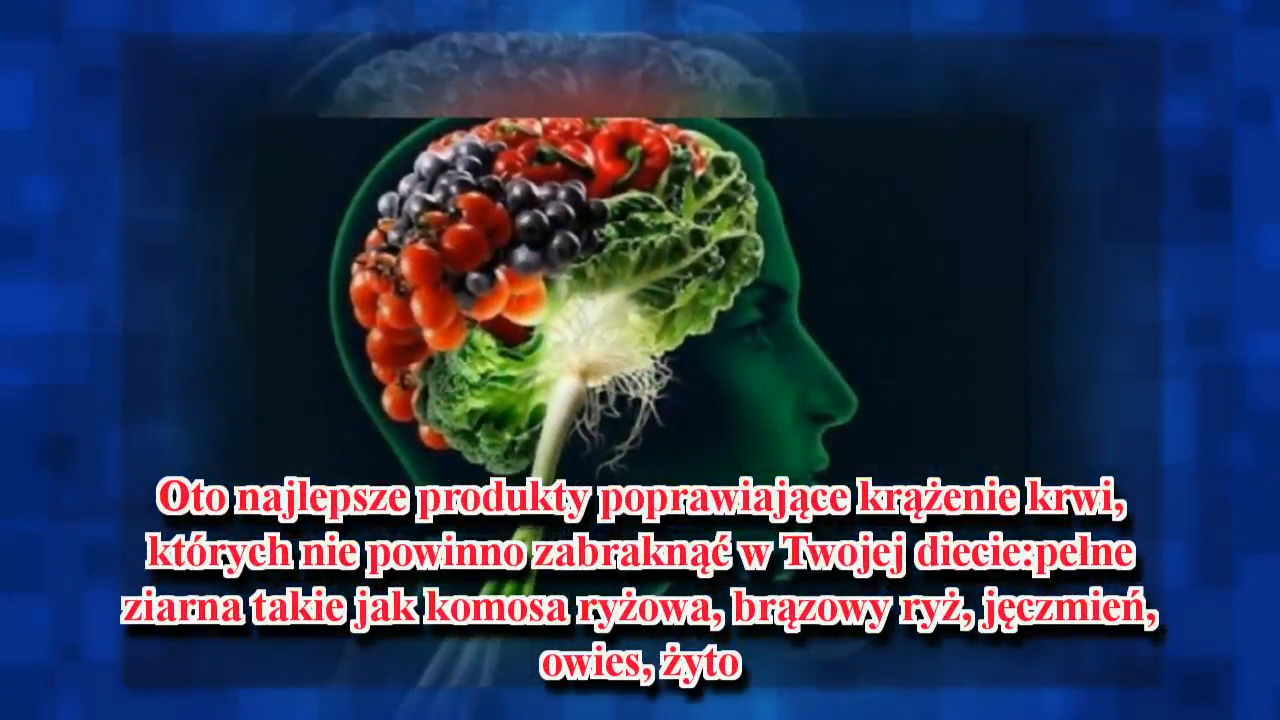 Oto najlepsze produkty poprawiające krążenie krwi,
których nie powinno zabraknąć w Twojej diecie:pełne
ziarna takie jak komosa ryżowa, brązowy ryż, jęczmień,
owies, żyto